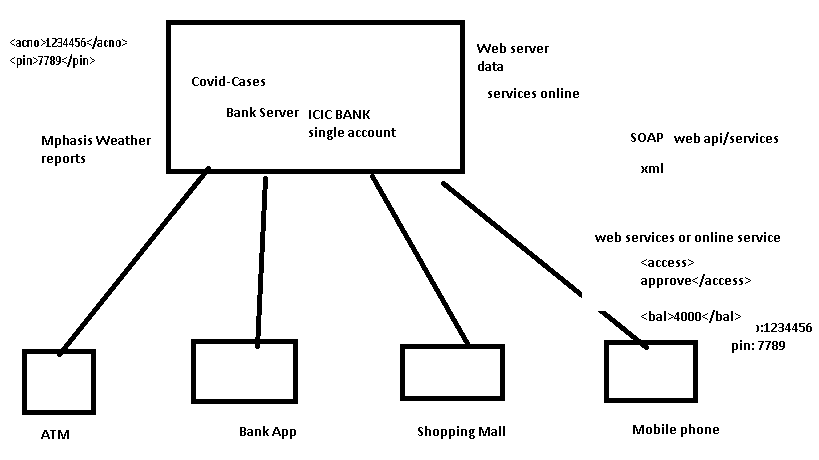 <acno>1234456</acno>
<pin>7789</pin>
Web server
data
services online
Covid-Cases
Bank Server
ICIC BANK
single account
Mphasis Weather
reports
SOAP web api/services
xml
web services or online service
<access>
approve</access>
<bal>4000</bal>
:1234456
pin: 7789
ATM
Bank App
Shopping Mall
Mobile phone